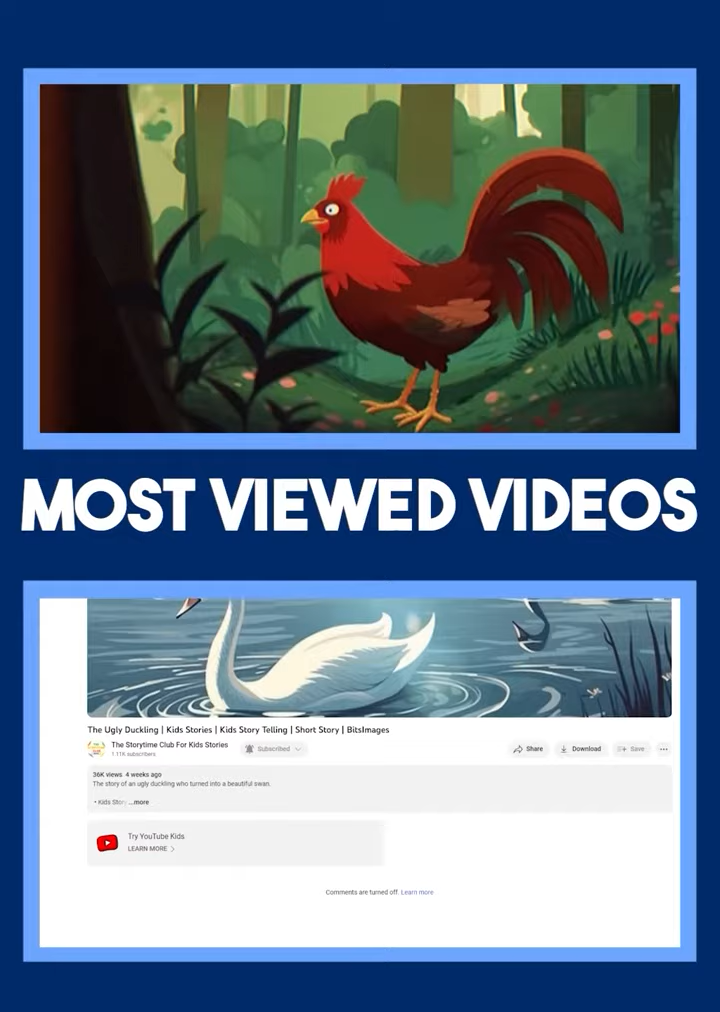 MOST VIEWED VIDEOS
The Ugly Duckling | Kids Stories | Kids Story Telling | Short Story | BitsImages
The Storytime Club For Kids Stories
1.11K subscribers
Subscribed
Share
Download
Save
36K views 4 weeks ago
The story of an ugly duckling who turned into a beautiful swan.
• Kids Story ...more
Try YouTube Kids
LEARN MORE
Comments are turned off. Learn more